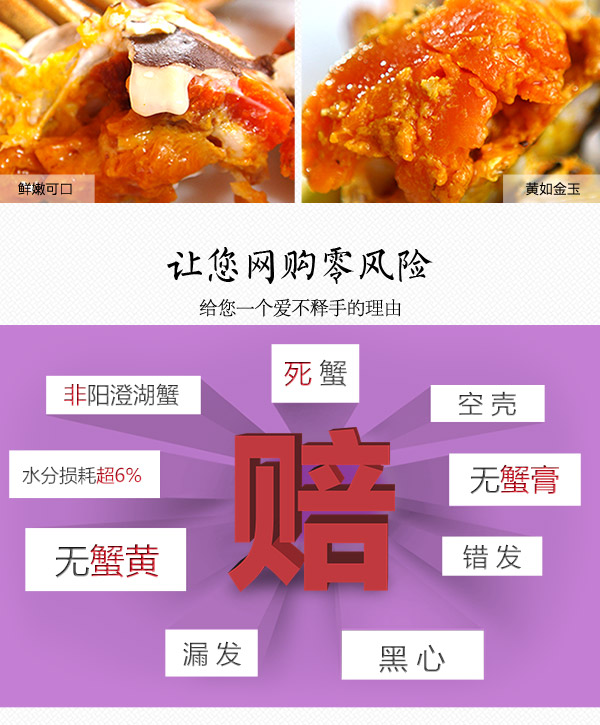 鲜嫩可口
黄如金玉
让您网购零风险
给您一个爱不释手的理由
死蟹
非阳澄湖蟹
空壳
水分损耗超6%
赔
无蟹膏
无蟹黄
错发
漏发
黑心